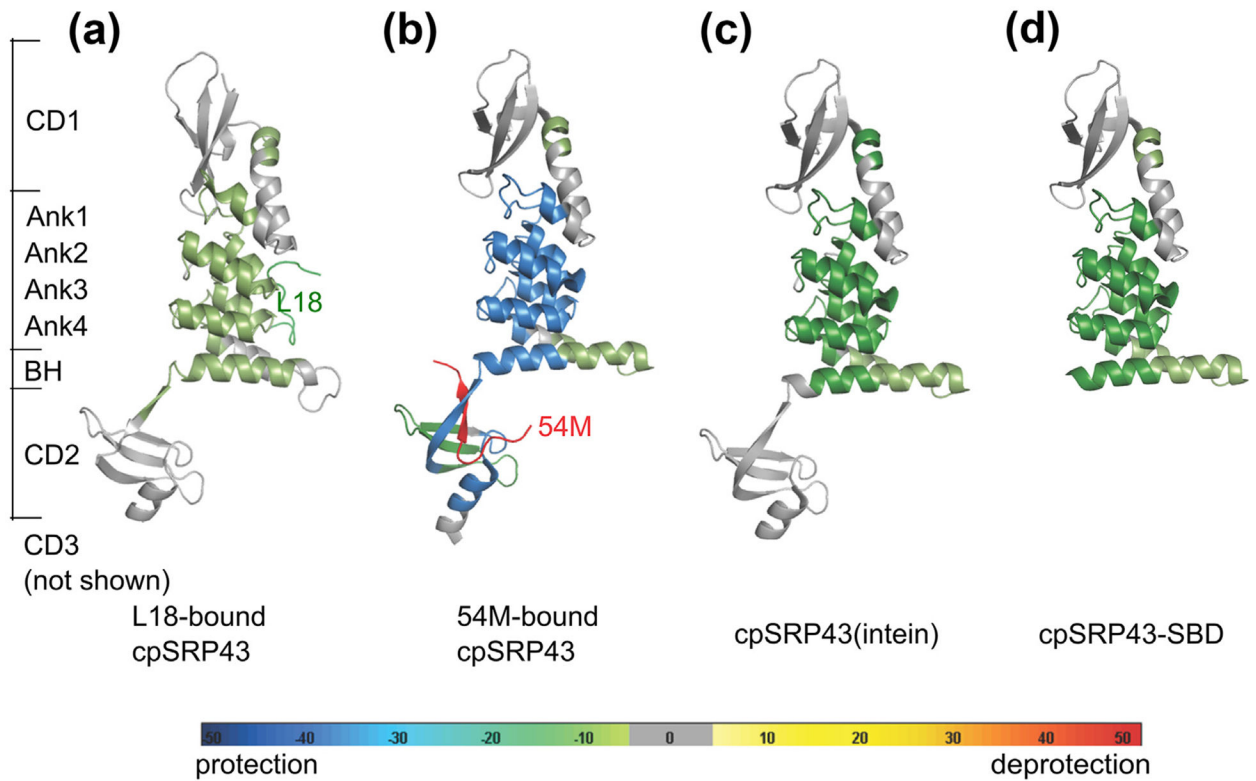 (a) (b) (c) (d)
CD1
Ank1
Ank2
Ank3
L18
Ank4
BH
54M
CD2
CD3
(not shown)
L18-bound
cpSRP43
54M-bound
cpSRP43
cpSRP43(intein)
cpSRP43-SBD
-50 -40 -30 -20 -10 0 10 20 30 40 50
protection deprotection